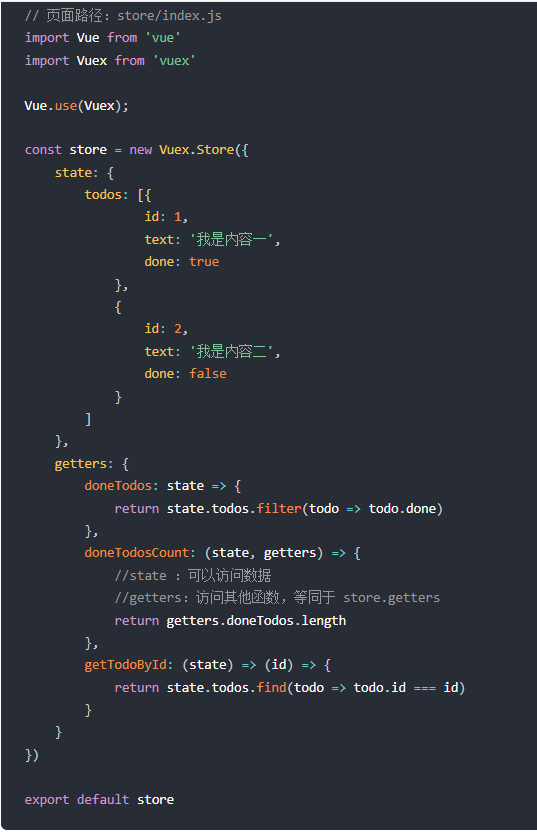 // 页面路径：store/index.js
import Vue from 'vue'
import Vuex from 'vuex'

Vue.use(Vuex);

const store = new Vuex.Store({
    state: {
        todos: [{
                id: 1,
                text: '我是内容一',
                done: true
            },
            {
                id: 2,
                text: '我是内容二',
                done: false
            }
        ]
    },
    getters: {
        doneTodos: state => {
            return state.todos.filter(todo => todo.done)
        },
        doneTodosCount: (state, getters) => {
            //state ：可以访问数据
            //getters：访问其他函数，等同于 store.getters
            return getters.doneTodos.length
        },
        getTodoById: (state) => (id) => {
            return state.todos.find(todo => todo.id === id)
        }
    }
})

export default store